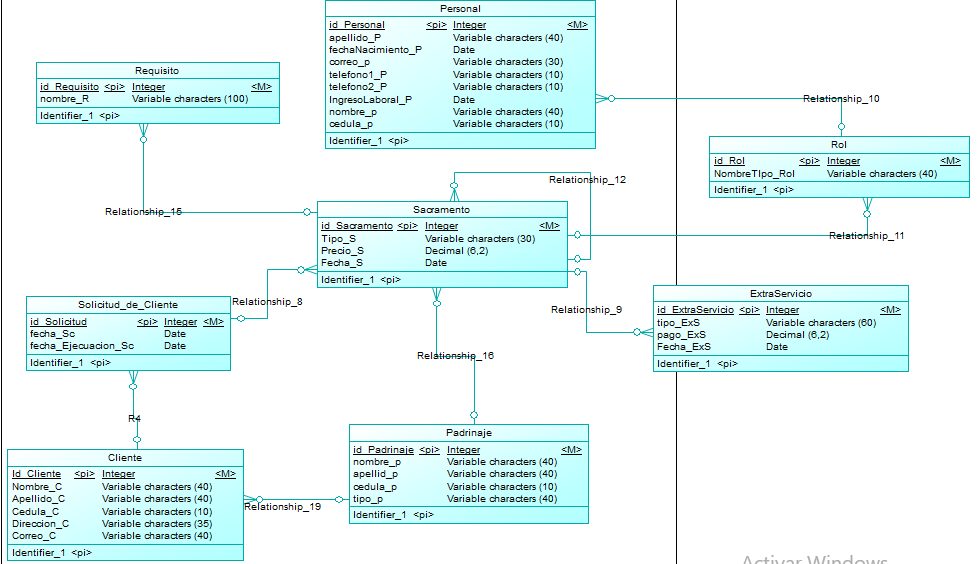 Personal
id_Personal <pi> Integer <M>
apellido_P Variable characters (40)
fechaNacimiento_P Date
correo_p Variable characters (30)
telefono1_P Variable characters (10)
telefono2_P Variable characters (10)
IngresoLaboral_P Date
nombre_p Variable characters (40)
cedula_p Variable characters (10)
Identifier_1 <pi>
Requisito
id_Requisito <pi> Integer <M>
nombre_R Variable characters (100)
Identifier_1 <pi>
Relationship_10
Rol
id_Rol <pi> Integer <M>
NombreTIpo_Rol Variable characters (40)
Identifier_1 <pi>
Relationship_12
Relationship_15
Sacramento
id_Sacramento <pi> Integer <M>
Tipo_S Variable characters (30)
Precio_S Decimal (6,2)
Fecha_S Date
Identifier_1 <pi>
Relationship_11
Solicitud_de_Cliente
id_Solicitud <pi> Integer <M>
fecha_Sc Date
fecha_Ejecuacion_Sc Date
Identifier_1 <pi>
Relationship_8
Relationship_9
ExtraServicio
id_ExtraServicio <pi> Integer <M>
tipo_ExS Variable characters (60)
pago_ExS Decimal (6,2)
Fecha_ExS Date
Identifier_1 <pi>
Relationship_16
R4
Cliente
Id_Cliente <pi> Integer <M>
Nombre_C Variable characters (40)
Apellido_C Variable characters (40)
Cedula_C Variable characters (10)
Direccion_C Variable characters (35)
Correo_C Variable characters (40)
Identifier_1 <pi>
Relationship_19
Padrinaje
id_Padrinaje <pi> Integer <M>
nombre_p Variable characters (40)
apellid_p Variable characters (40)
cedula_p Variable characters (10)
tipo_p Variable characters (40)
Identifier_1 <pi>
Activar Windows